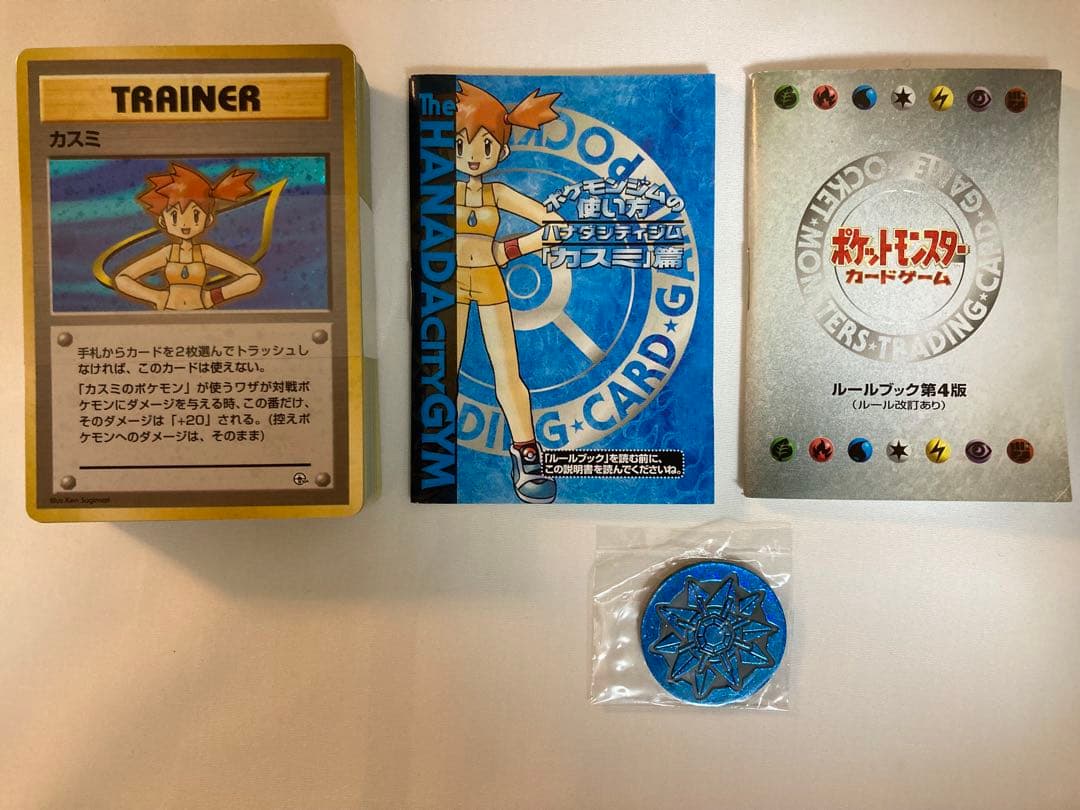 TRAINER
カスミ
手札からカードを2枚選んでトラッシュし
なければ、このカードは使えない。
「カスミのポケモン」が使うワザが対戦ポ
ケモンにダメージを与える時、この番だけ、
そのダメージは「+20」される。(控え
ポケモンへのダメージは、そのまま)
Illus.Ken Sugimori
The HANADA CITY GYM
ポケモンジムの
使い方
ハナダシティジム
「カスミ」篇
「ルールブック」を読む前に、
この説明書を読んでくださいね。
POCKET MONSTERS★TRADING★CARD★GAME
ポケットモンスター
カードゲーム
ルールブック第4版
(ルール改訂あり)